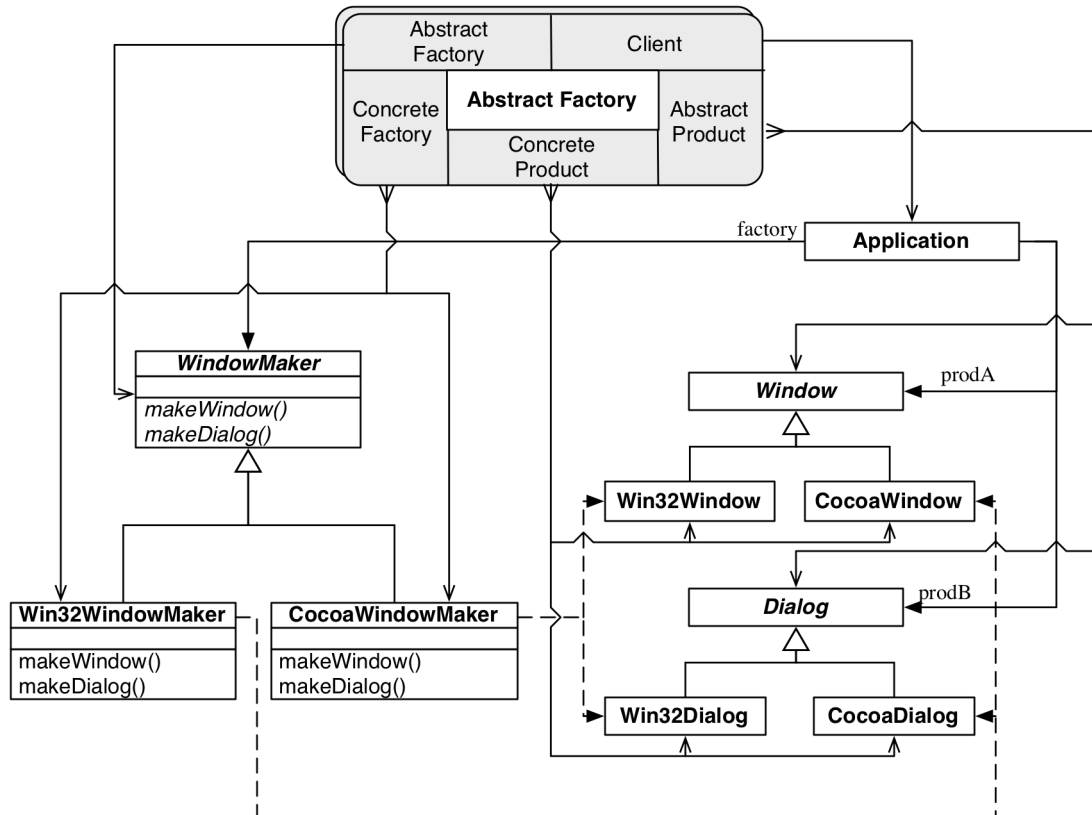 Abstract
Factory
Client
Concrete
Factory
Abstract Factory
Abstract
Product
Concrete
Product
factory
Application
WindowMaker
makeWindow()
makeDialog()
Window
prodA
Win32Window
CocoaWindow
Dialog
prodB
Win32WindowMaker
makeWindow()
makeDialog()
CocoaWindowMaker
makeWindow()
makeDialog()
Win32Dialog
CocoaDialog